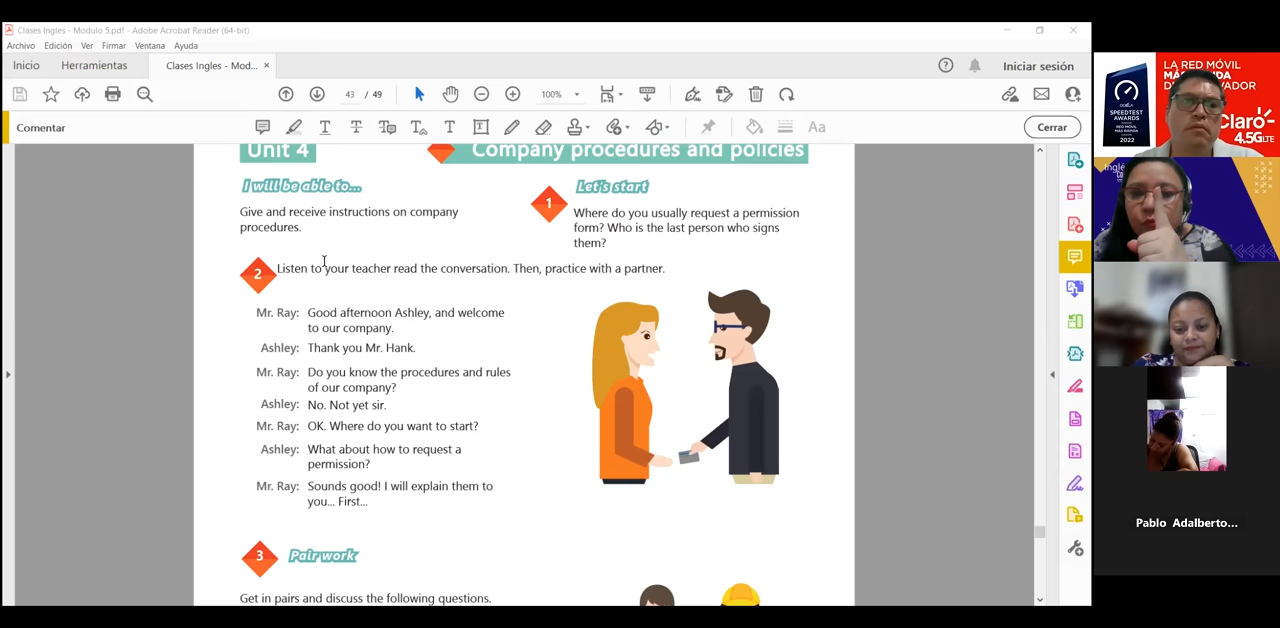 Clases Ingles - Modulo 5.pdf - Adobe Acrobat Reader (64-bit)
Archivo Edición Ver Firmar Ventana Ayuda
Inicio Herramientas Clases Ingles - Mod... × Iniciar sesión
43 / 49 100%
Comentar Cerrar
Unit 4 Company procedures and policies
I will be able to...
Give and receive instructions on company
procedures.
1 Let's start
Where do you usually request a permission
form? Who is the last person who signs
them?
2 Listen to your teacher read the conversation. Then, practice with a partner.
Mr. Ray: Good afternoon Ashley, and welcome
to our company.
Ashley: Thank you Mr. Hank.
Mr. Ray: Do you know the procedures and rules
of our company?
Ashley: No. Not yet sir.
Mr. Ray: OK. Where do you want to start?
Ashley: What about how to request a
permission?
Mr. Ray: Sounds good! I will explain them to
you... First...
3 Pair work
Get in pairs and discuss the following questions.
SPEEDTEST
AWARDS
2022
LA RED MÓVIL
Claro
4.5G LTE
Pablo Adalberto...